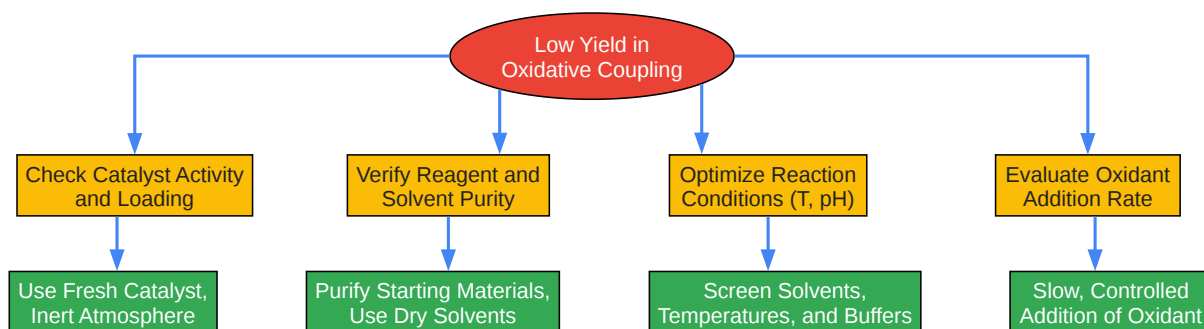 Low Yield in
Oxidative Coupling
Check Catalyst Activity
and Loading
Verify Reagent and
Solvent Purity
Optimize Reaction
Conditions (T, pH)
Evaluate Oxidant
Addition Rate
Use Fresh Catalyst,
Inert Atmosphere
Purify Starting Materials,
Use Dry Solvents
Screen Solvents,
Temperatures, and Buffers
Slow, Controlled
Addition of Oxidant